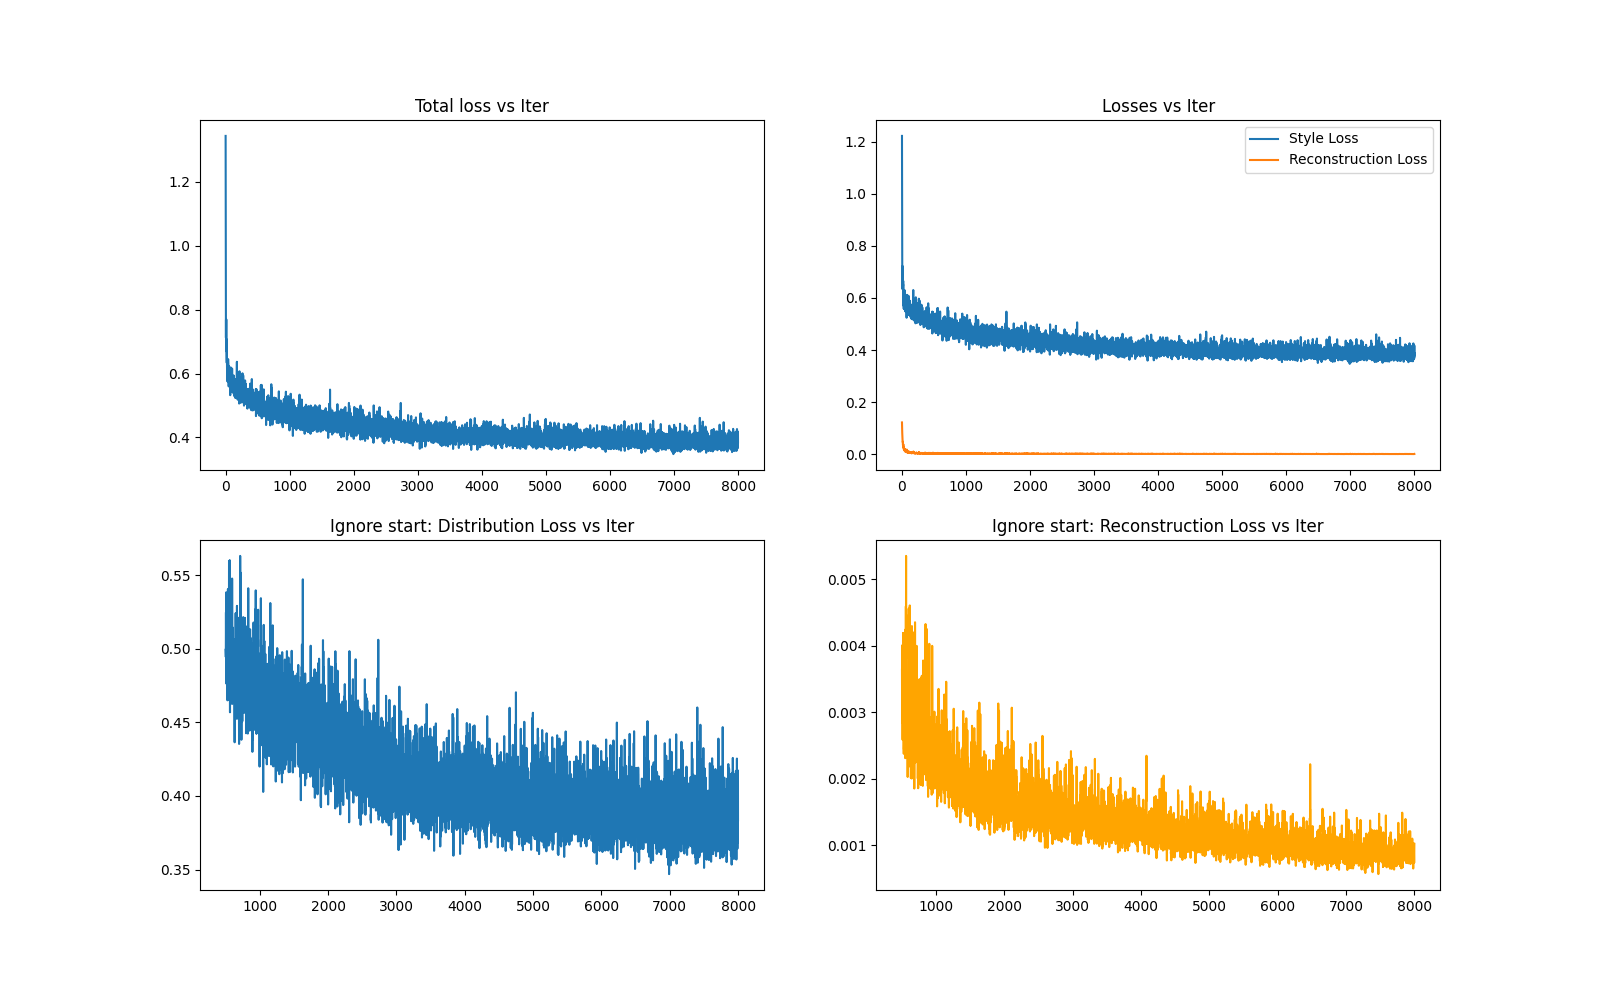 Total loss vs Iter
1.2
1.0
0.8
0.6
0.4
0 1000 2000 3000 4000 5000 6000 7000 8000
Losses vs Iter
Style Loss
Reconstruction Loss
1.2
1.0
0.8
0.6
0.4
0.2
0.0
0 1000 2000 3000 4000 5000 6000 7000 8000
Ignore start: Distribution Loss vs Iter
0.55
0.50
0.45
0.40
0.35
1000 2000 3000 4000 5000 6000 7000 8000
Ignore start: Reconstruction Loss vs Iter
0.005
0.004
0.003
0.002
0.001
1000 2000 3000 4000 5000 6000 7000 8000